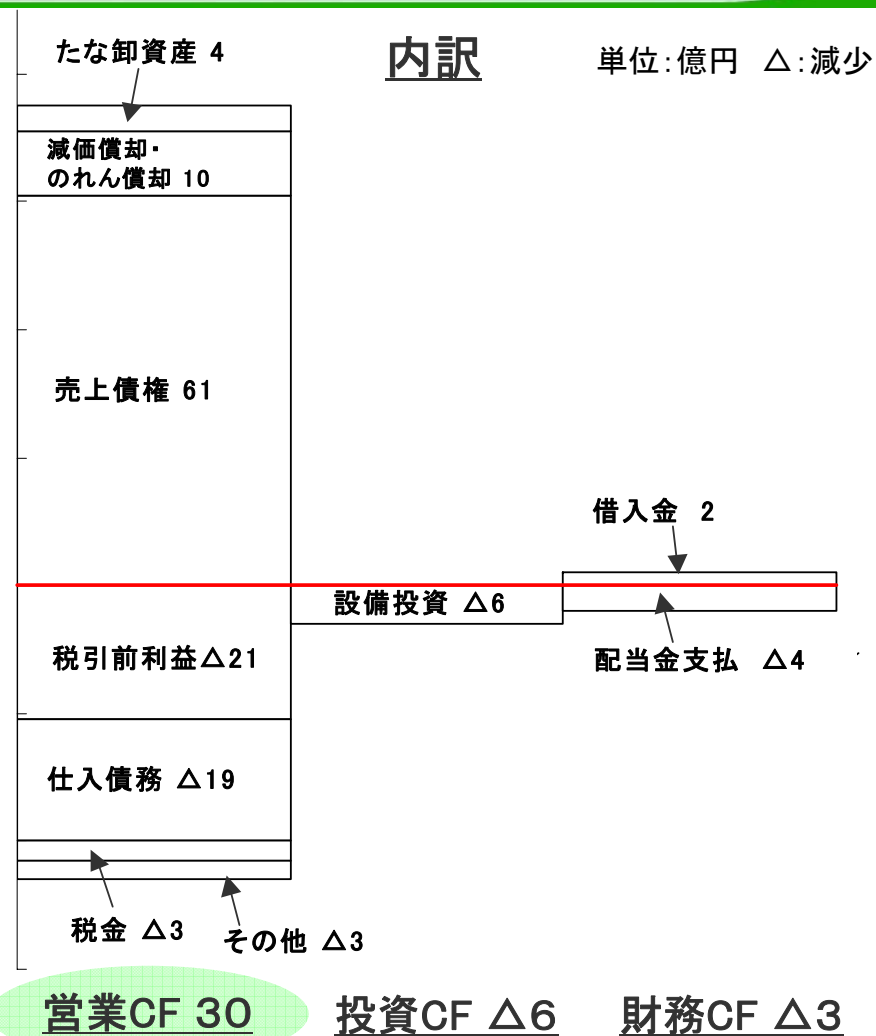 内訳
単位:億円 △:減少
たな卸資産 4
減価償却・
のれん償却 10
売上債権 61
借入金 2
設備投資 △6
税引前利益△21
配当金支払 △4
仕入債務 △19
税金 △3
その他 △3
営業CF 30
投資CF △6
財務CF △3